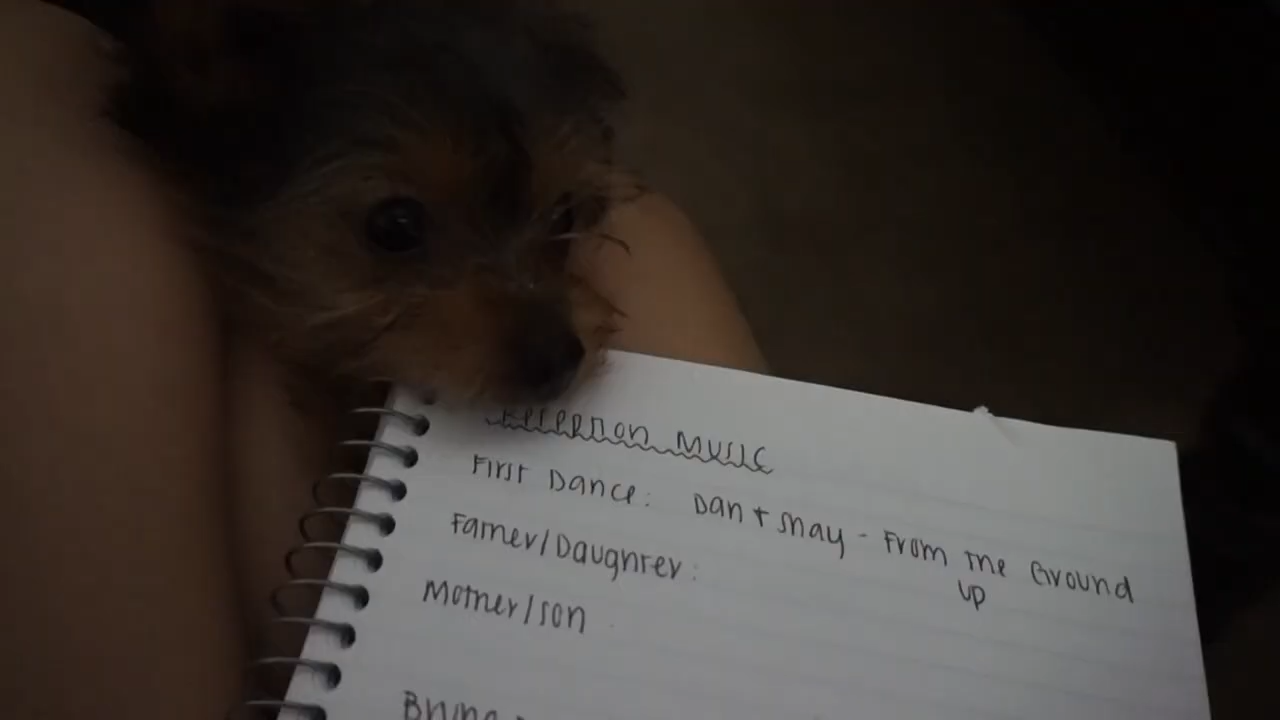 RECEPTION MUSIC
First Dance: Dan + Shay - From the Ground
up
Father/Daughter:
Mother/son